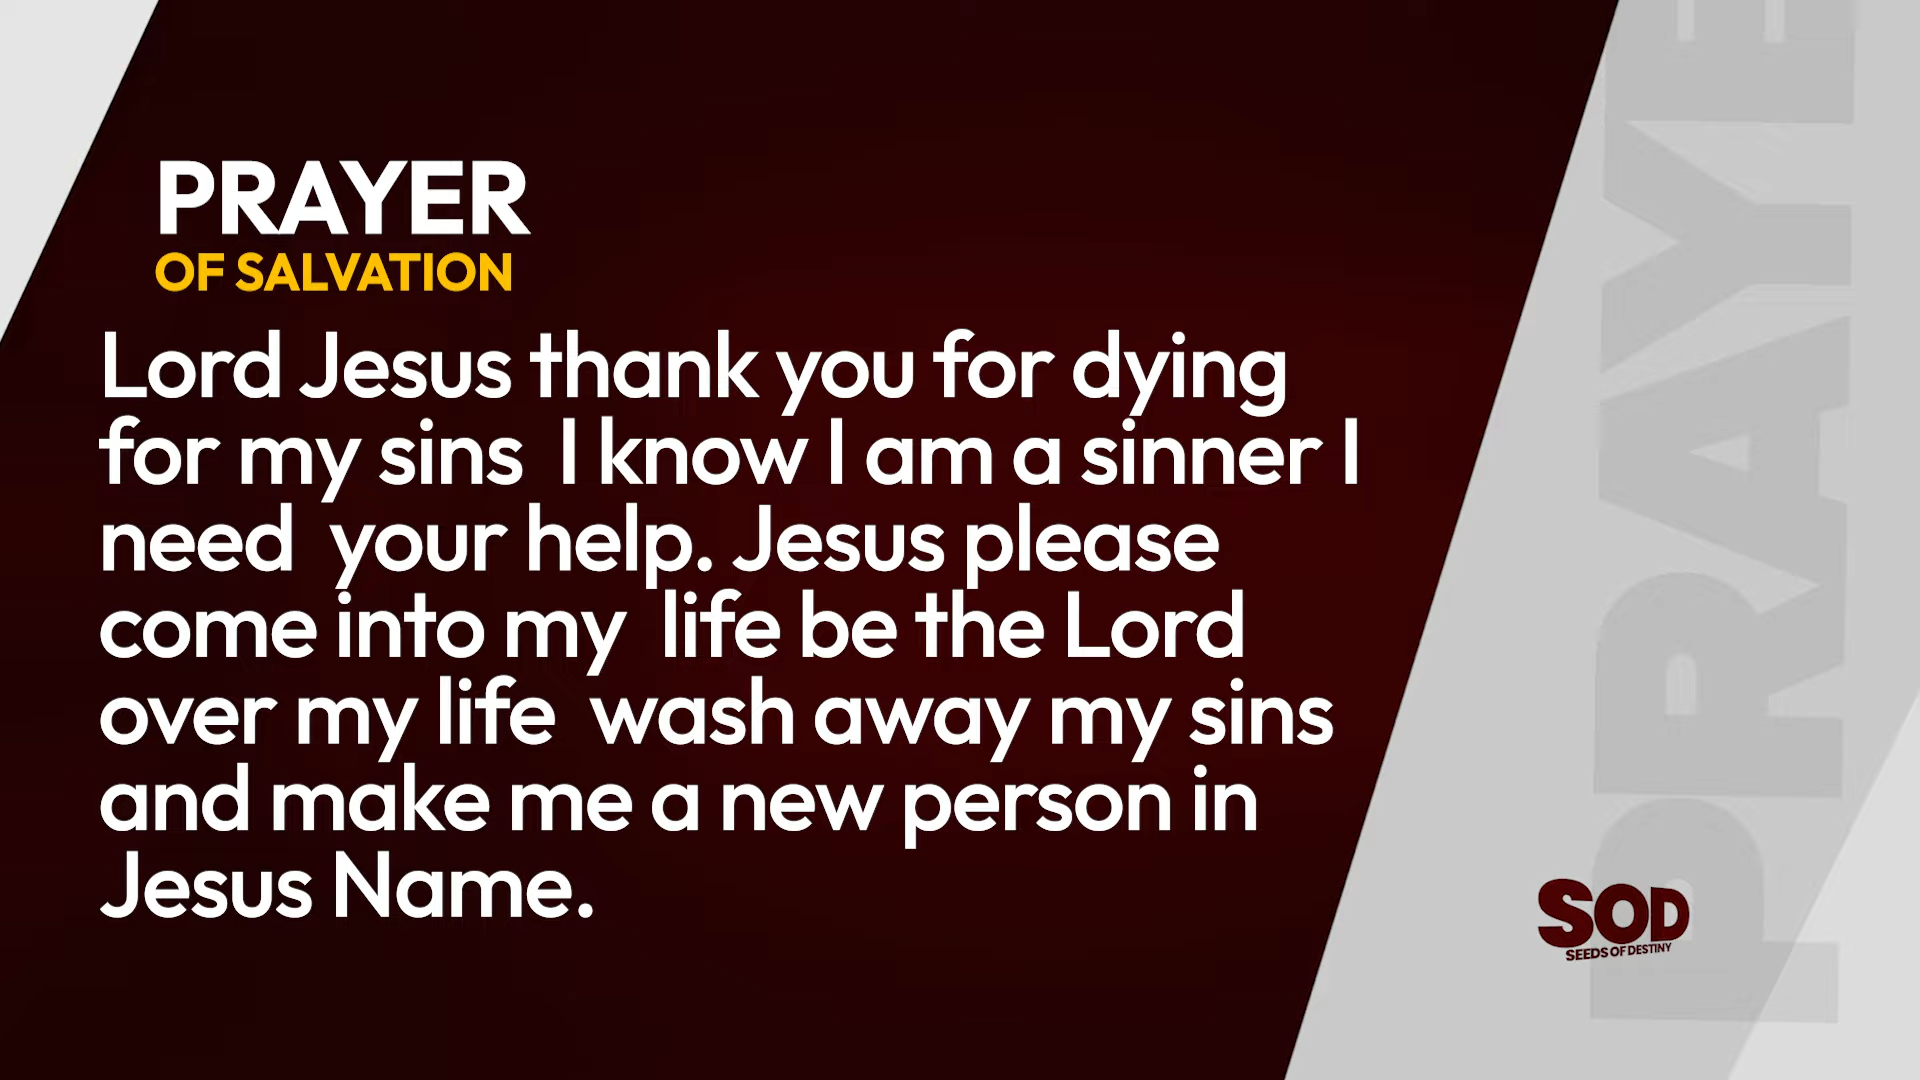 PRAYER
OF SALVATION
Lord Jesus thank you for dying
for my sins  I know I am a sinner I
need  your help. Jesus please
come into my  life be the Lord
over my life  wash away my sins
and make me a new person in
Jesus Name.
PRAYE
SOD
SEEDS OF DESTINY